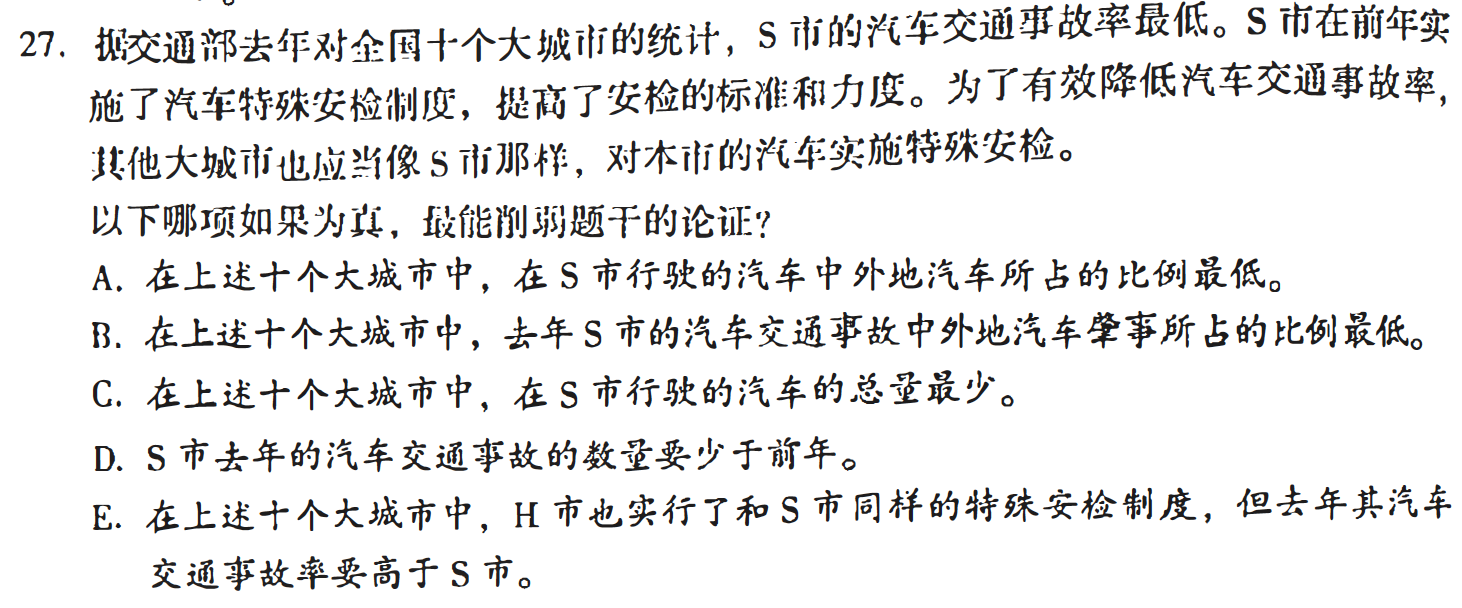 27. 据交通部去年对全国十个大城市的统计，S 市的汽车交通事故率最低。S 市在前年实
施了汽车特殊安检制度，提高了安检的标准和力度。为了有效降低汽车交通事故率，
其他大城市也应当像 S 市那样，对本市的汽车实施特殊安检。
以下哪项如果为真，最能削弱题干的论证？
A. 在上述十个大城市中，在 S 市行驶的汽车中外地汽车所占的比例最低。
B. 在上述十个大城市中，去年 S 市的汽车交通事故中外地汽车肇事所占的比例最低。
C. 在上述十个大城市中，在 S 市行驶的汽车的总量最少。
D. S 市去年的汽车交通事故的数量要少于前年。
E. 在上述十个大城市中，H 市也实行了和 S 市同样的特殊安检制度，但去年其汽车
交通事故率要高于 S 市。